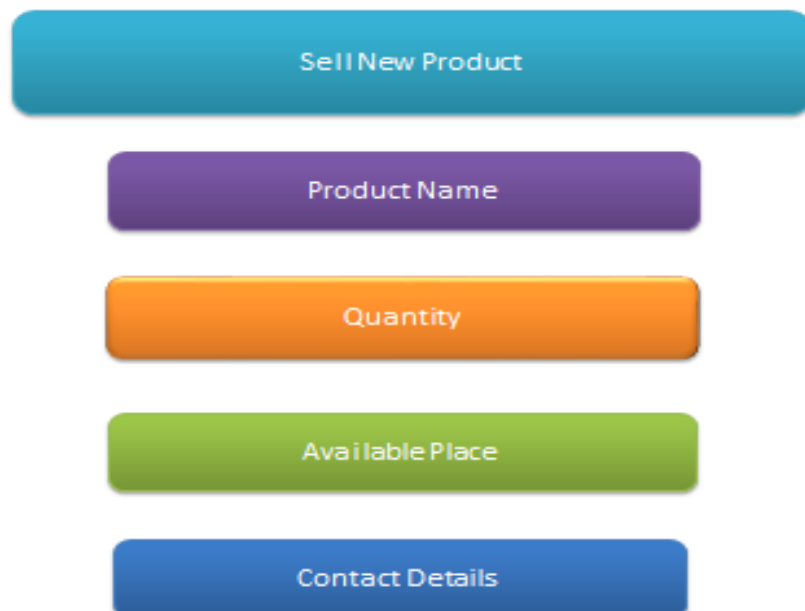 Sell New Product
Product Name
Quantity
Available Place
Contact Details